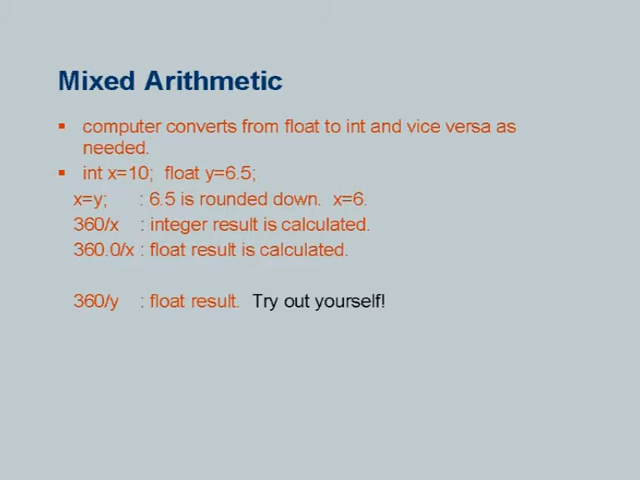 Mixed Arithmetic
▪ computer converts from float to int and vice versa as
needed.
▪ int x=10; float y=6.5;
x=y; : 6.5 is rounded down. x=6.
360/x : integer result is calculated.
360.0/x : float result is calculated.
360/y : float result. Try out yourself!